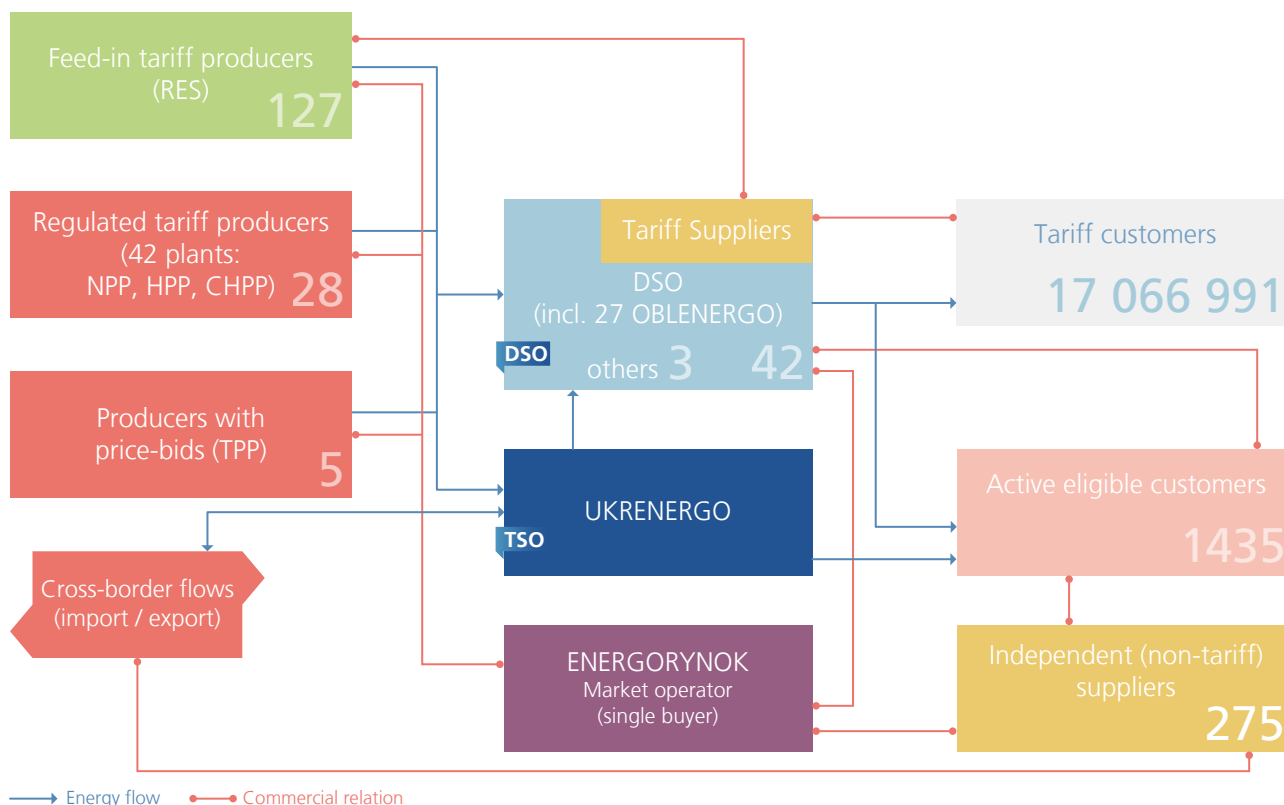 Feed-in tariff producers
(RES)
127
Regulated tariff producers
(42 plants:
NPP, HPP, CHPP)
28
Producers with
price-bids (TPP)
5
Cross-border flows
(import / export)
Tariff Suppliers
DSO
(incl. 27 OBLENERGO)
DSO
others 3
42
UKRENERGO
TSO
ENERGORYNOK
Market operator
(single buyer)
Tariff customers
17 066 991
Active eligible customers
1435
Independent (non-tariff)
suppliers
275
Energy flow
Commercial relation